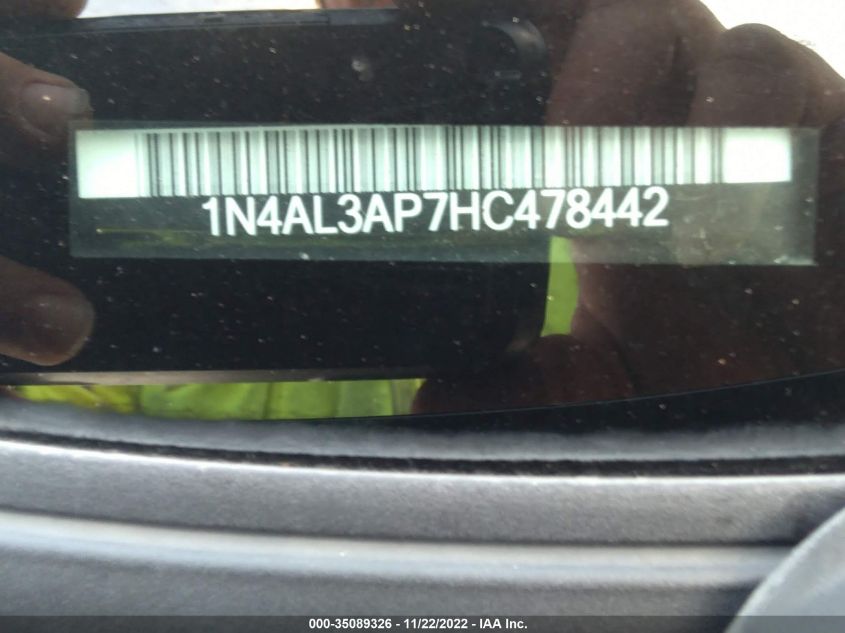 1N4AL3AP7HC478442
000-35089326 - 11/22/2022 - IAA Inc.